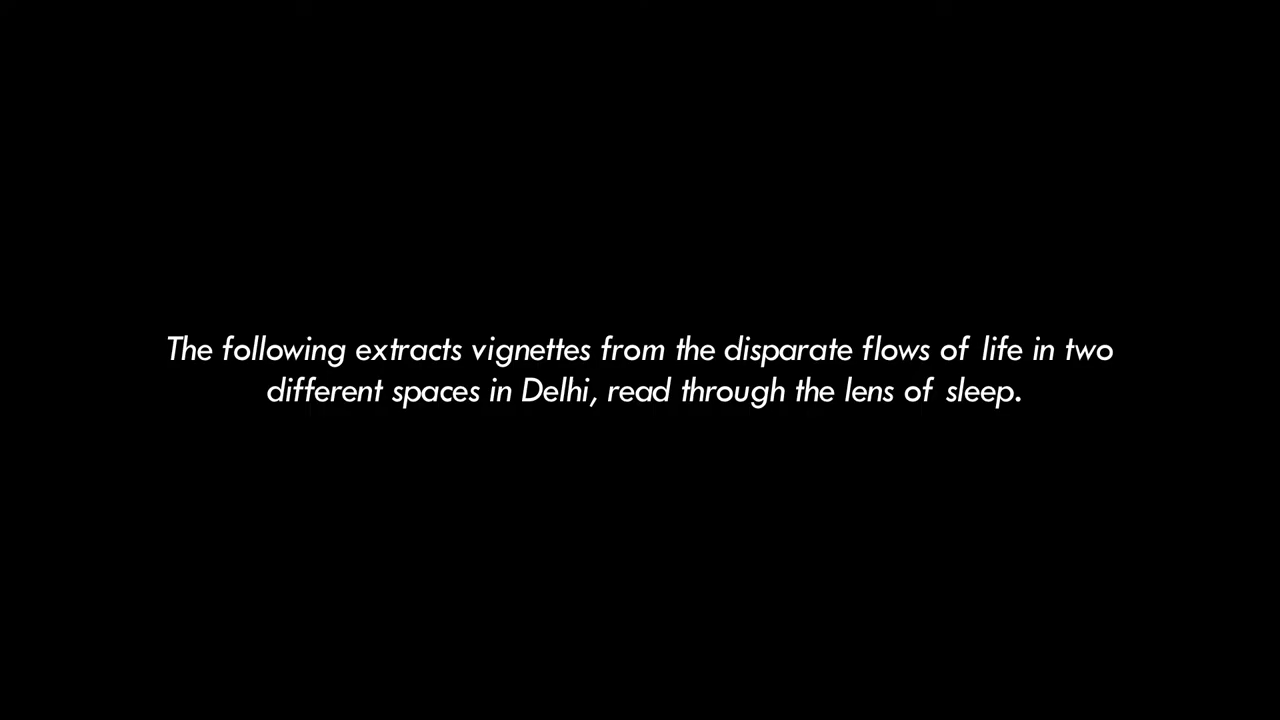 The following extracts vignettes from the disparate flows of life in two
different spaces in Delhi, read through the lens of sleep.